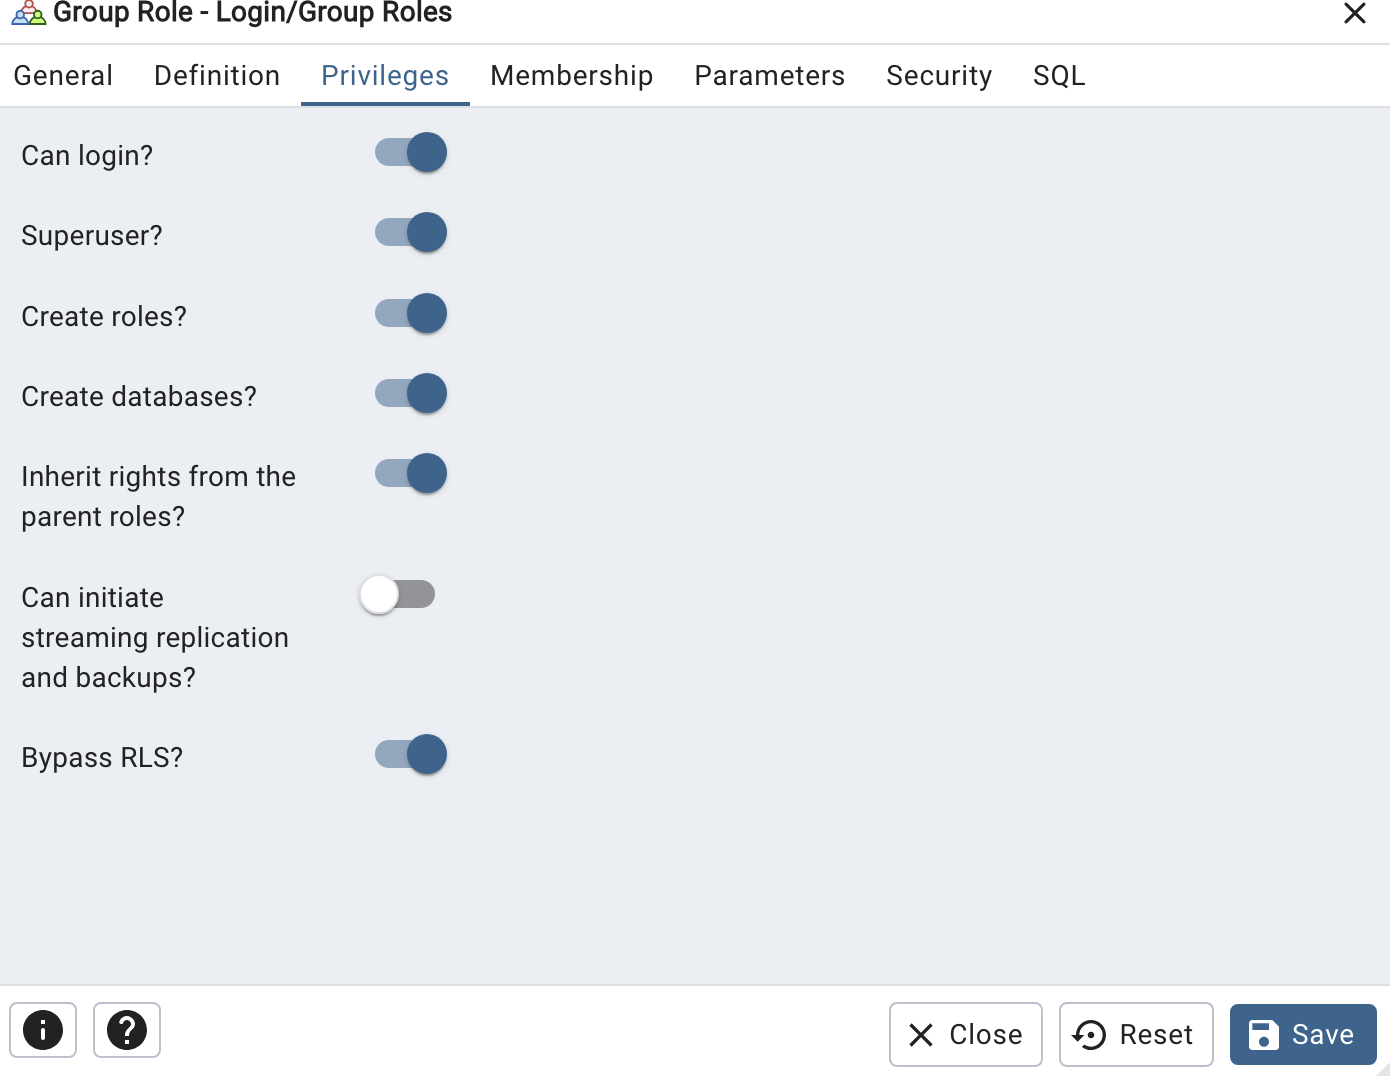 Group Role - Login/Group Roles
General Definition Privileges Membership Parameters Security SQL
Can login?
Superuser?
Create roles?
Create databases?
Inherit rights from the
parent roles?
Can initiate
streaming replication
and backups?
Bypass RLS?
Close Reset Save